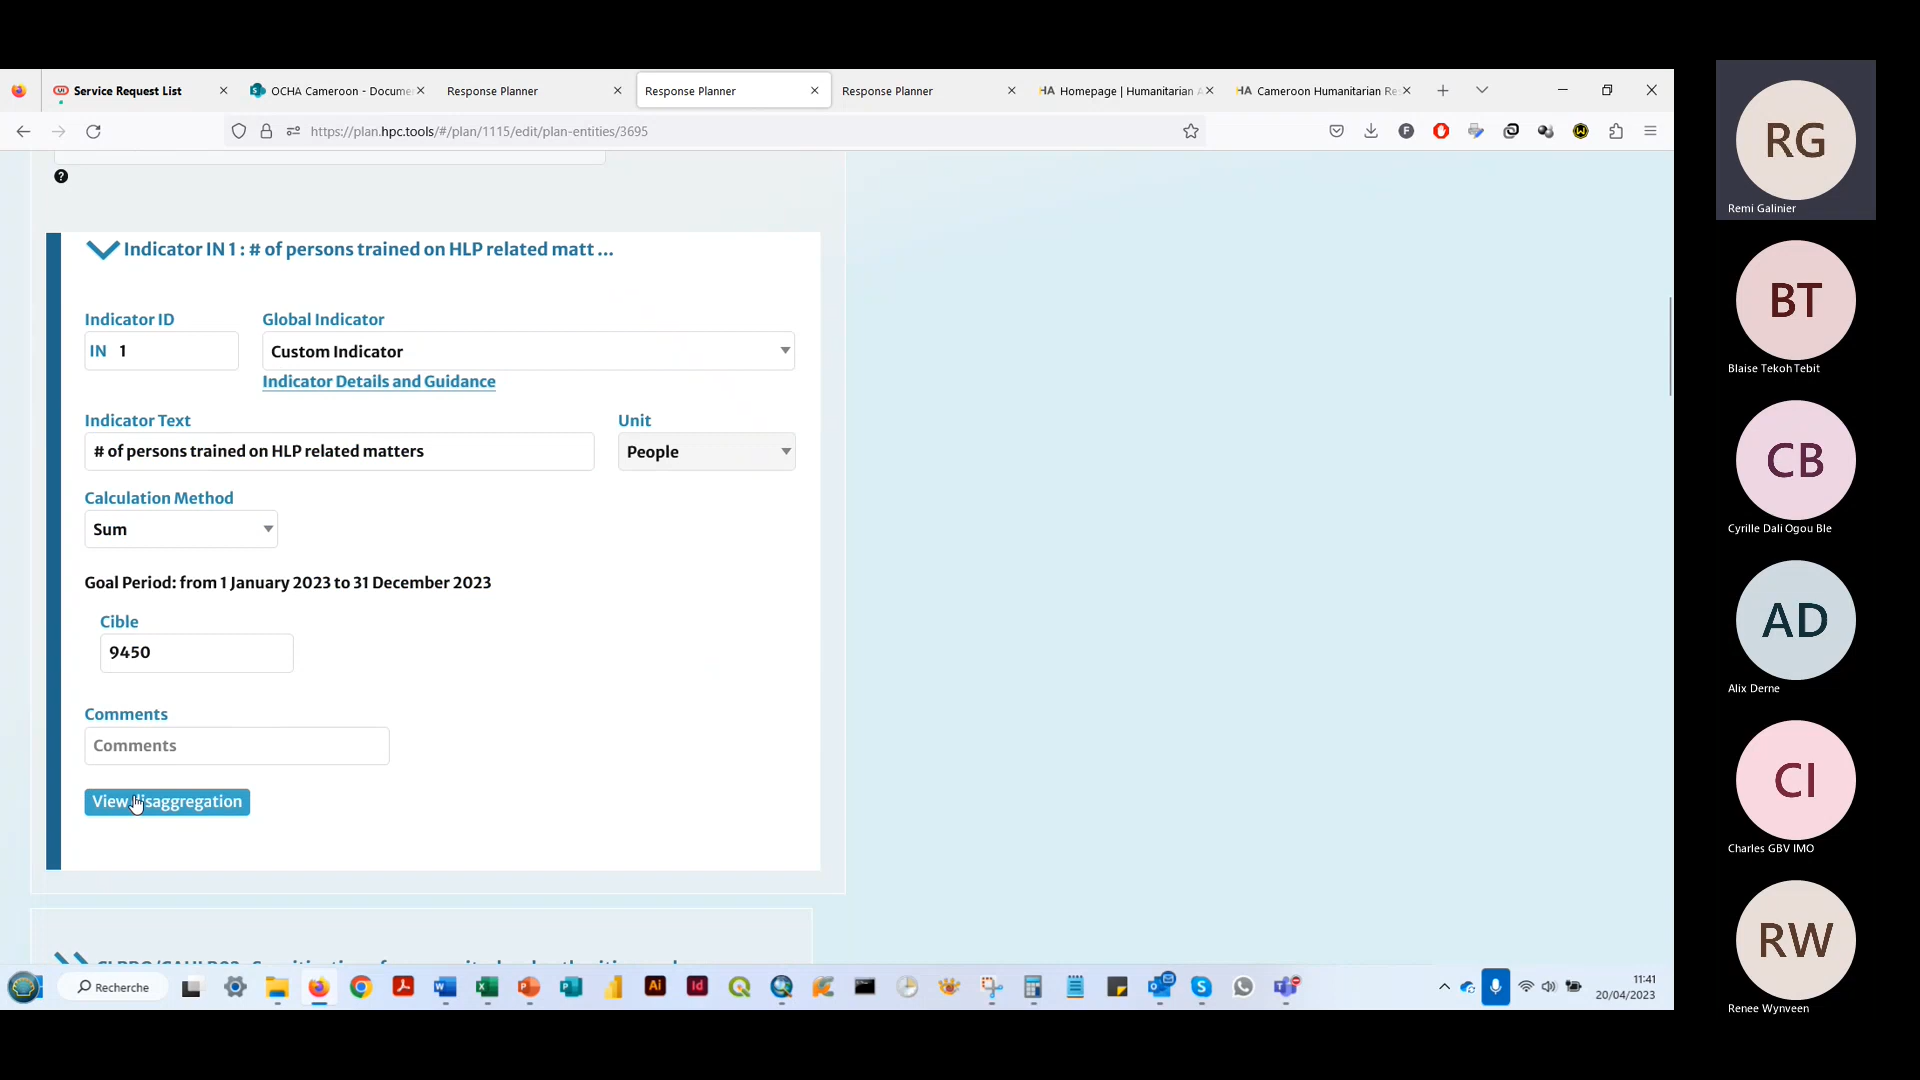 Service Request List
OCHA Cameroon - Docume
Response Planner
Response Planner
Response Planner
HA Homepage | Humanitarian A
HA Cameroon Humanitarian Re
https://plan.hpc.tools/#/plan/1115/edit/plan-entities/3695
Indicator IN 1 : # of persons trained on HLP related matt ...
Indicator ID
Global Indicator
IN 1
Custom Indicator
Indicator Details and Guidance
Indicator Text
Unit
# of persons trained on HLP related matters
People
Calculation Method
Sum
Goal Period: from 1 January 2023 to 31 December 2023
Cible
9450
Comments
Comments
View disaggregation
Recherche
11:41
20/04/2023
RG
Remi Galinier
BT
Blaise Tekoh Tebit
CB
Cyrille Dali Ogou Ble
AD
Alix Derne
CI
Charles GBV IMO
RW
Renee Wynveen